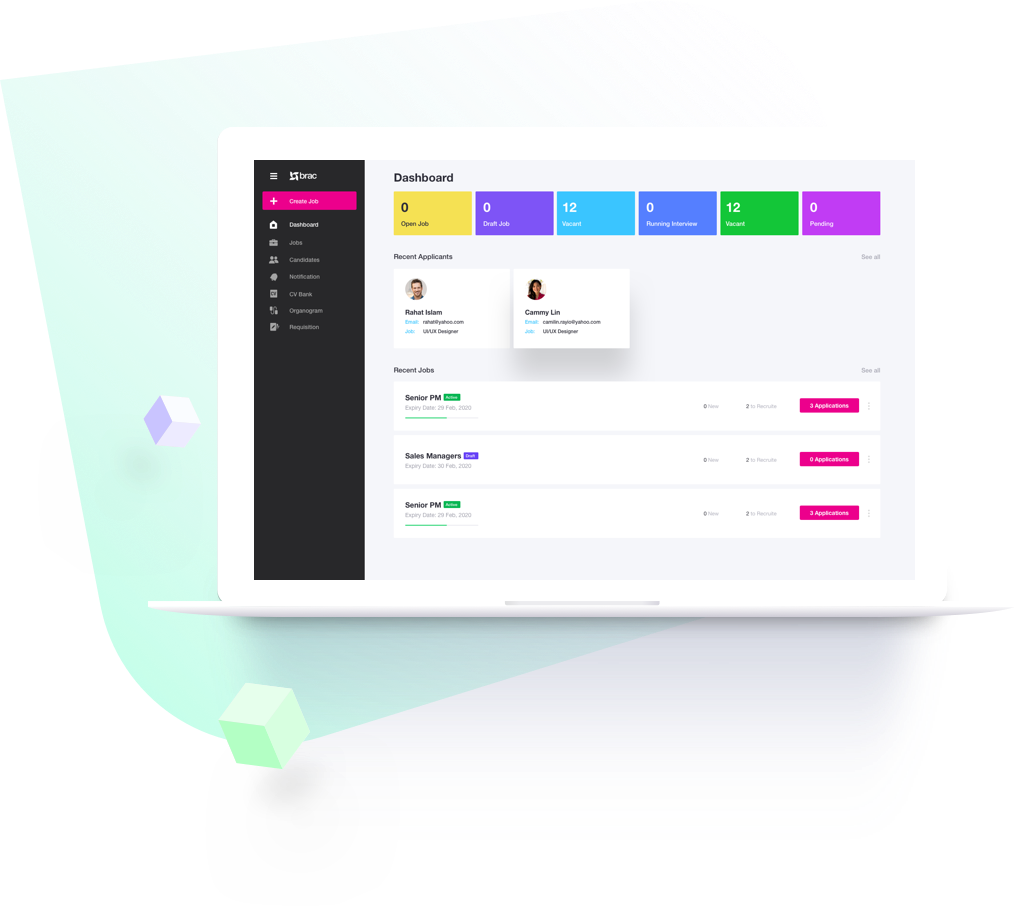 brac
Create Job
Dashboard
Jobs
Candidates
Notification
CV Bank
Organogram
Requisition
Dashboard
0
Open Job
0
Draft Job
12
Vacant
0
Running Interview
12
Vacant
0
Pending
Recent Applicants
See all
Rahat Islam
Email: rahat@yahoo.com
Job: UI/UX Designer
Cammy Lin
Email: camilin.rayio@yahoo.com
Job: UI/UX Designer
Recent Jobs
See all
Senior PM Active
Expiry Date: 29 Feb, 2020
0 New
2 to Recruite
3 Applications
Sales Managers Draft
Expiry Date: 30 Feb, 2020
0 New
2 to Recruite
0 Applications
Senior PM Active
Expiry Date: 29 Feb, 2020
0 New
2 to Recruite
3 Applications